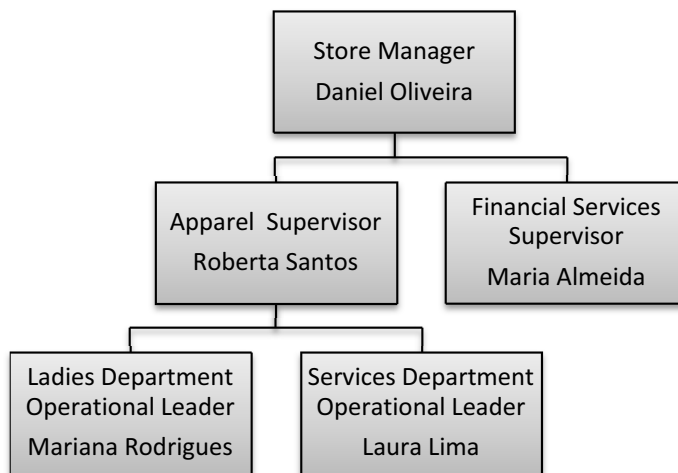 Store Manager
Daniel Oliveira
Apparel  Supervisor
Roberta Santos
Financial Services
Supervisor
Maria Almeida
Ladies Department
Operational Leader
Mariana Rodrigues
Services Department
Operational Leader
Laura Lima